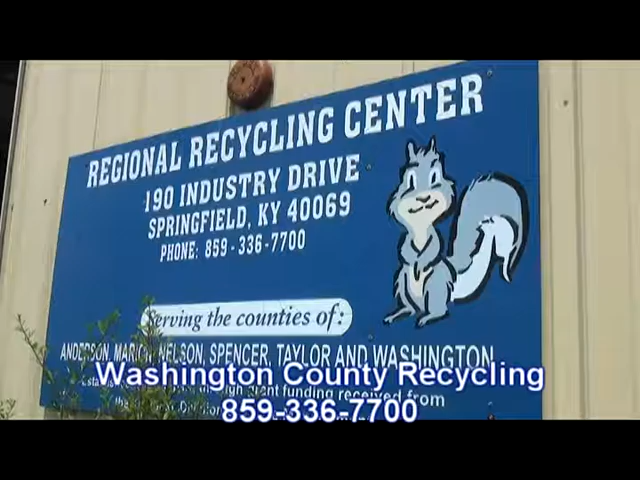 REGIONAL RECYCLING CENTER
190 INDUSTRY DRIVE
SPRINGFIELD, KY 40069
PHONE: 859-336-7700
Serving the counties of:
ANDERSON, MARION, NELSON, SPENCER, TAYLOR AND WASHINGTON
Washington County Recycling
grant funding received from
859-336-7700